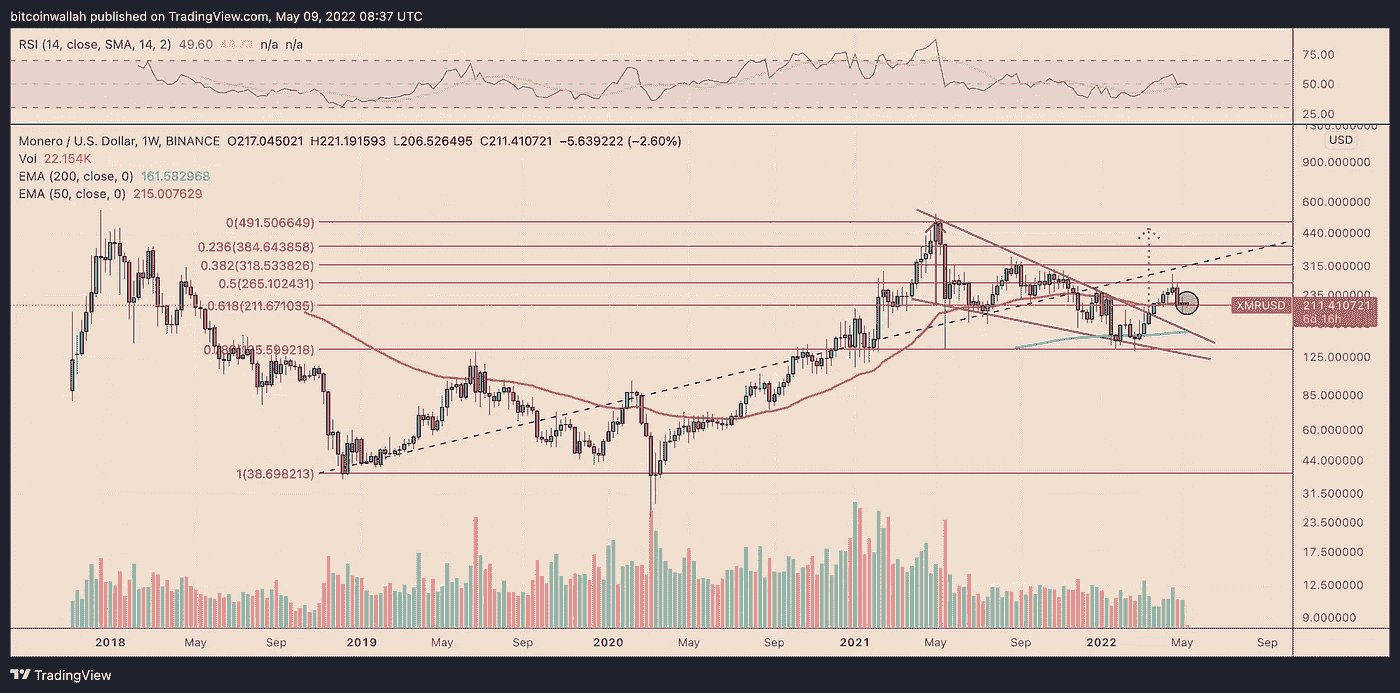 bitcoinwallah published on TradingView.com, May 09, 2022 08:37 UTC
RSI (14, close, SMA, 14, 2) 49.60 n/a n/a
75.00
50.00
25.00
Monero / U.S. Dollar, 1W, BINANCE O217.045021 H221.191593 L206.526495 C211.410721 −5.639222 (−2.60%)
Vol 22.154K
EMA (200, close, 0) 161.582968
EMA (50, close, 0) 215.007629
1300.000000
USD
900.000000
600.000000
440.000000
315.000000
235.000000
XMRUSD 211.410721
6d 16h
125.000000
85.000000
60.000000
44.000000
31.500000
23.500000
17.500000
12.500000
9.000000
0(491.506649)
0.236(384.643858)
0.382(318.533826)
0.5(265.102431)
0.618(211.671035)
1(38.698213)
2018 May Sep 2019 May Sep 2020 May Sep 2021 May Sep 2022 May Sep
TradingView